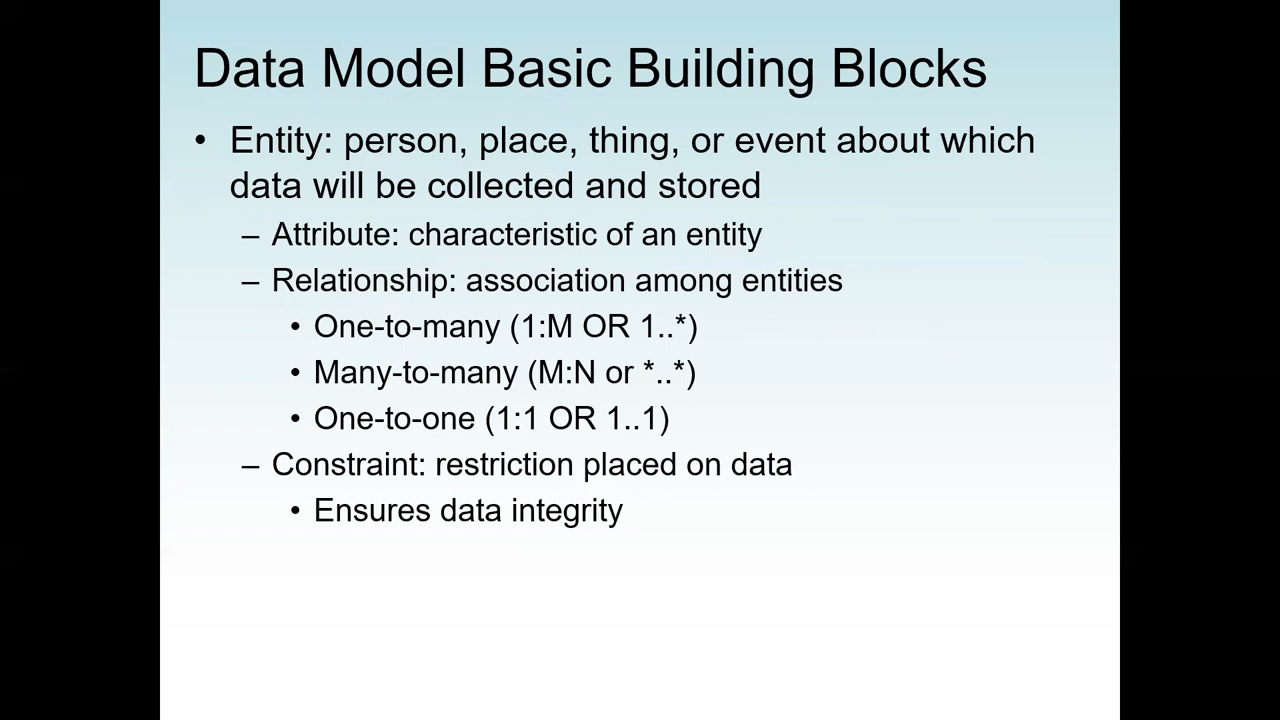 Data Model Basic Building Blocks
• Entity: person, place, thing, or event about which
data will be collected and stored
– Attribute: characteristic of an entity
– Relationship: association among entities
• One-to-many (1:M OR 1..*)
• Many-to-many (M:N or *..*)
• One-to-one (1:1 OR 1..1)
– Constraint: restriction placed on data
• Ensures data integrity